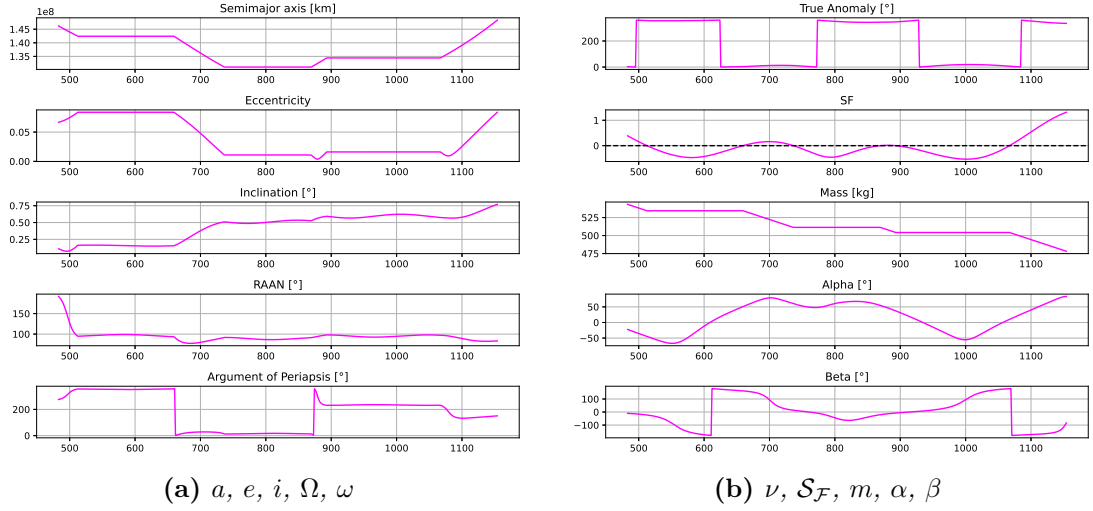 Semimajor axis [km]
1e8
1.45
1.40
1.35
500 600 700 800 900 1000 1100
Eccentricity
0.05
0.00
500 600 700 800 900 1000 1100
Inclination [°]
0.75
0.50
0.25
500 600 700 800 900 1000 1100
RAAN [°]
150
100
500 600 700 800 900 1000 1100
Argument of Periapsis [°]
200
0
500 600 700 800 900 1000 1100
(a) a, e, i, Ω, ω
True Anomaly [°]
200
0
500 600 700 800 900 1000 1100
SF
1
0
500 600 700 800 900 1000 1100
Mass [kg]
525
500
475
500 600 700 800 900 1000 1100
Alpha [°]
50
0
−50
500 600 700 800 900 1000 1100
Beta [°]
100
0
−100
500 600 700 800 900 1000 1100
(b) ν, S_F, m, α, β